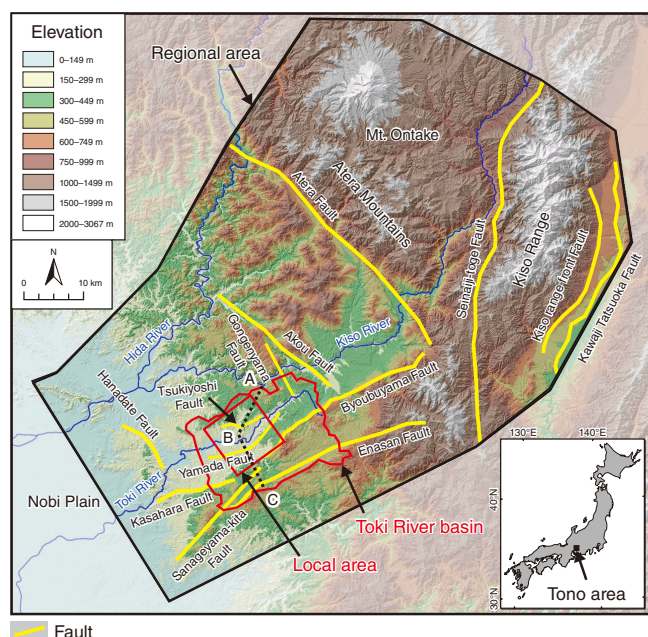 Elevation
0–149 m
150–299 m
300–449 m
450–599 m
600–749 m
750–999 m
1000–1499 m
1500–1999 m
2000–3067 m
N
0 10 km
Regional area
Mt. Ontake
Atera Mountains
Atera Fault
Seinaiji-toge Fault
Kiso Range
Kiso range front Fault
Kawaji Tatsuoka Fault
Hida River
Kiso River
Akou Fault
Gongenyama
Fault
Tsukiyoshi
Fault
A
B
C
Byoubuyama Fault
Hanadate Fault
Enasan Fault
Yamada Fault
Toki River
Kasahara Fault
Nobi Plain
Sanageyama-kita
Fault
Local area
Toki River basin
130°E
140°E
40°N
30°N
Tono area
Fault